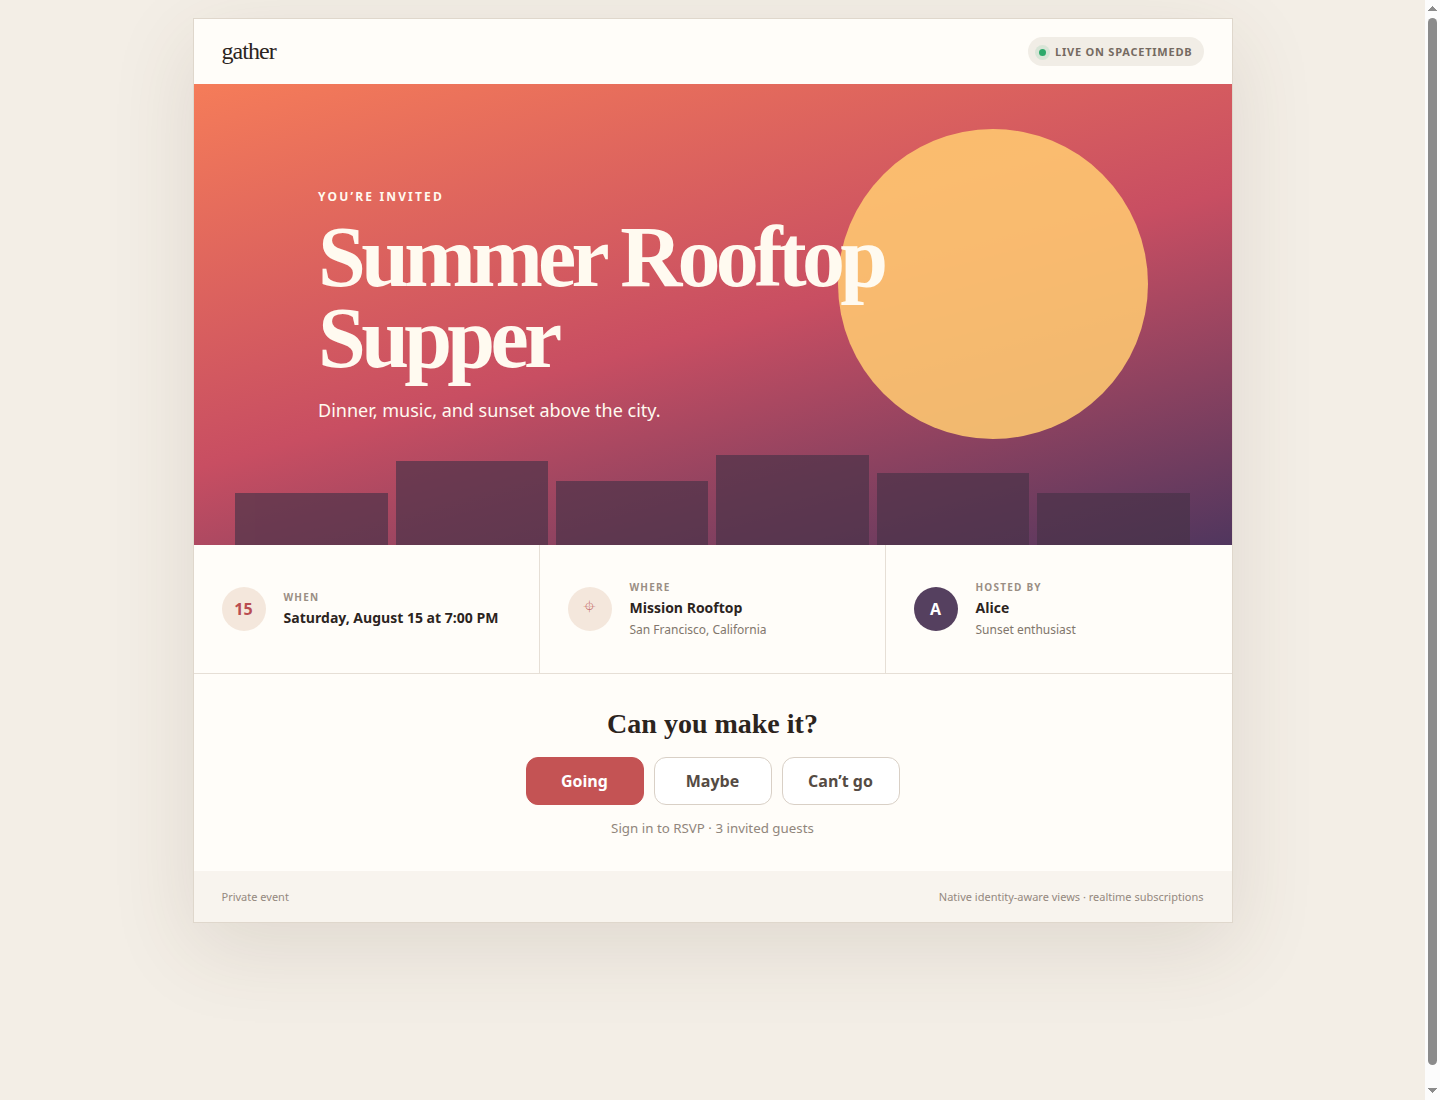 gather
LIVE ON SPACETIMEDB
YOU’RE INVITED
Summer Rooftop
Supper
Dinner, music, and sunset above the city.
15
WHEN
Saturday, August 15 at 7:00 PM
WHERE
Mission Rooftop
San Francisco, California
A
HOSTED BY
Alice
Sunset enthusiast
Can you make it?
Going
Maybe
Can’t go
Sign in to RSVP · 3 invited guests
Private event
Native identity-aware views · realtime subscriptions